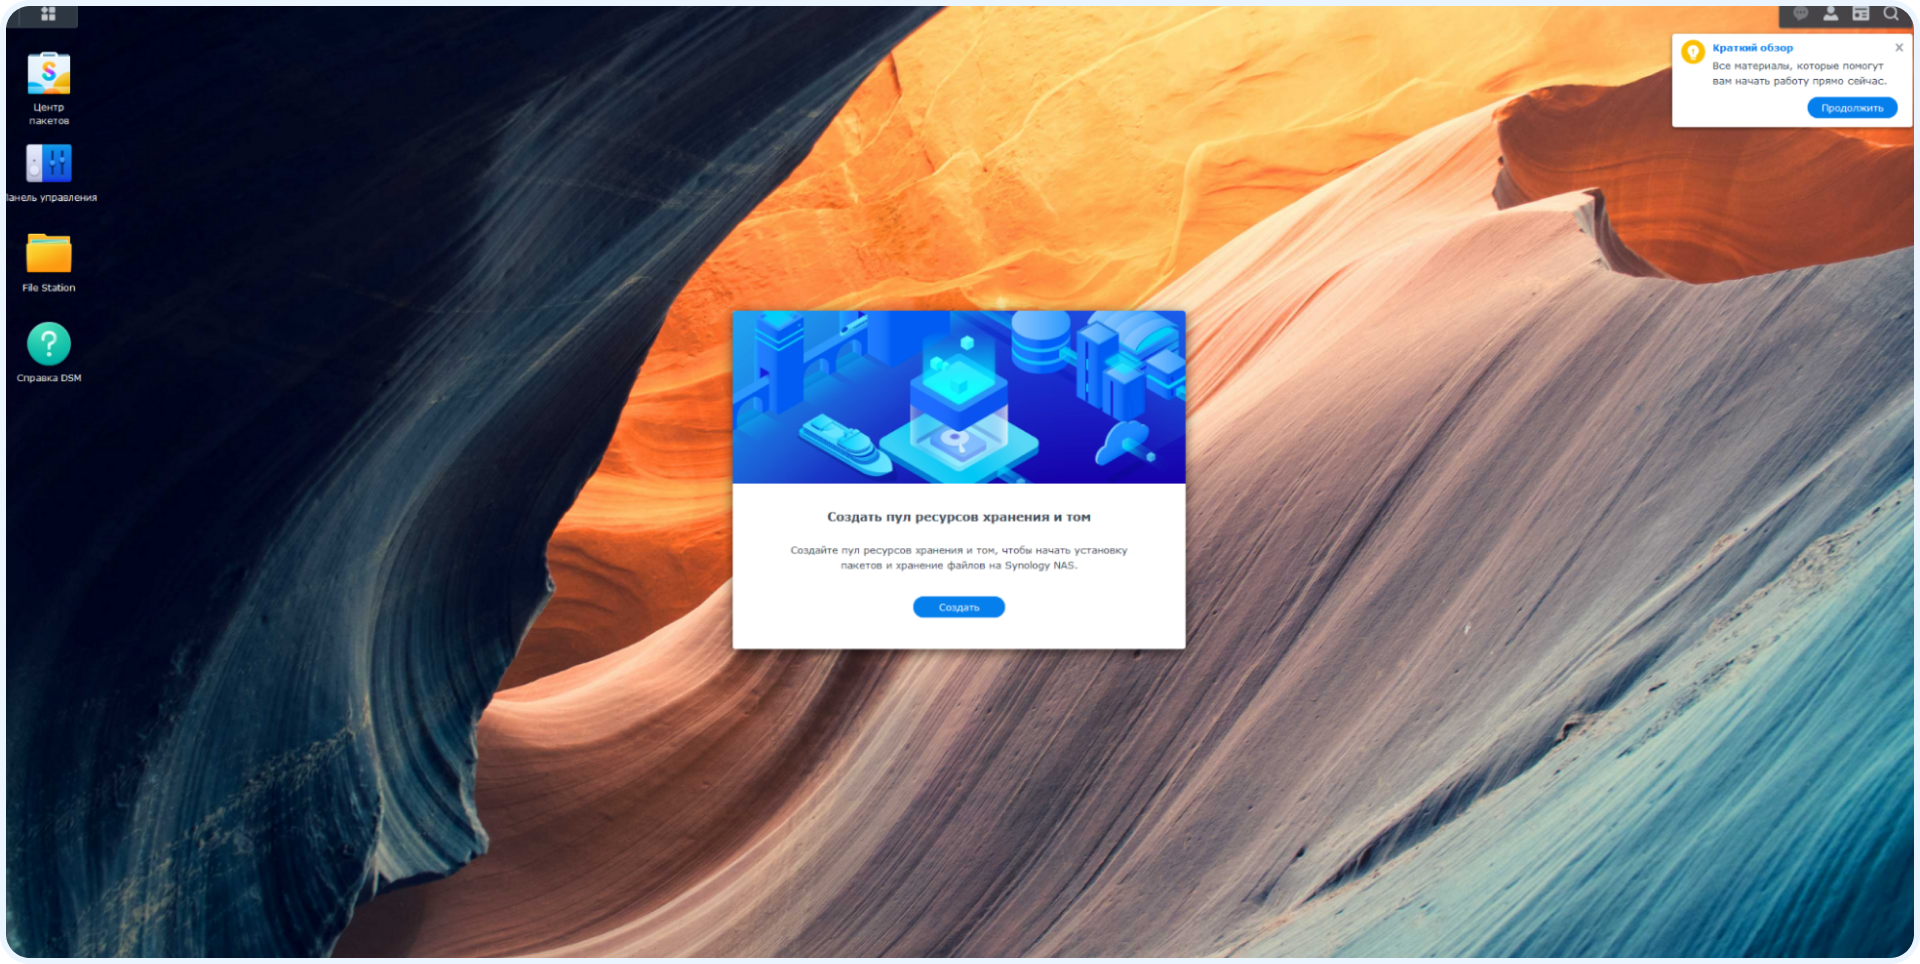 Центр
пакетов
анель управления
File Station
?
Справка DSM
Краткий обзор
Все материалы, которые помогут
вам начать работу прямо сейчас.
Продолжить
Создать пул ресурсов хранения и том
Создайте пул ресурсов хранения и том, чтобы начать установку
пакетов и хранение файлов на Synology NAS.
Создать